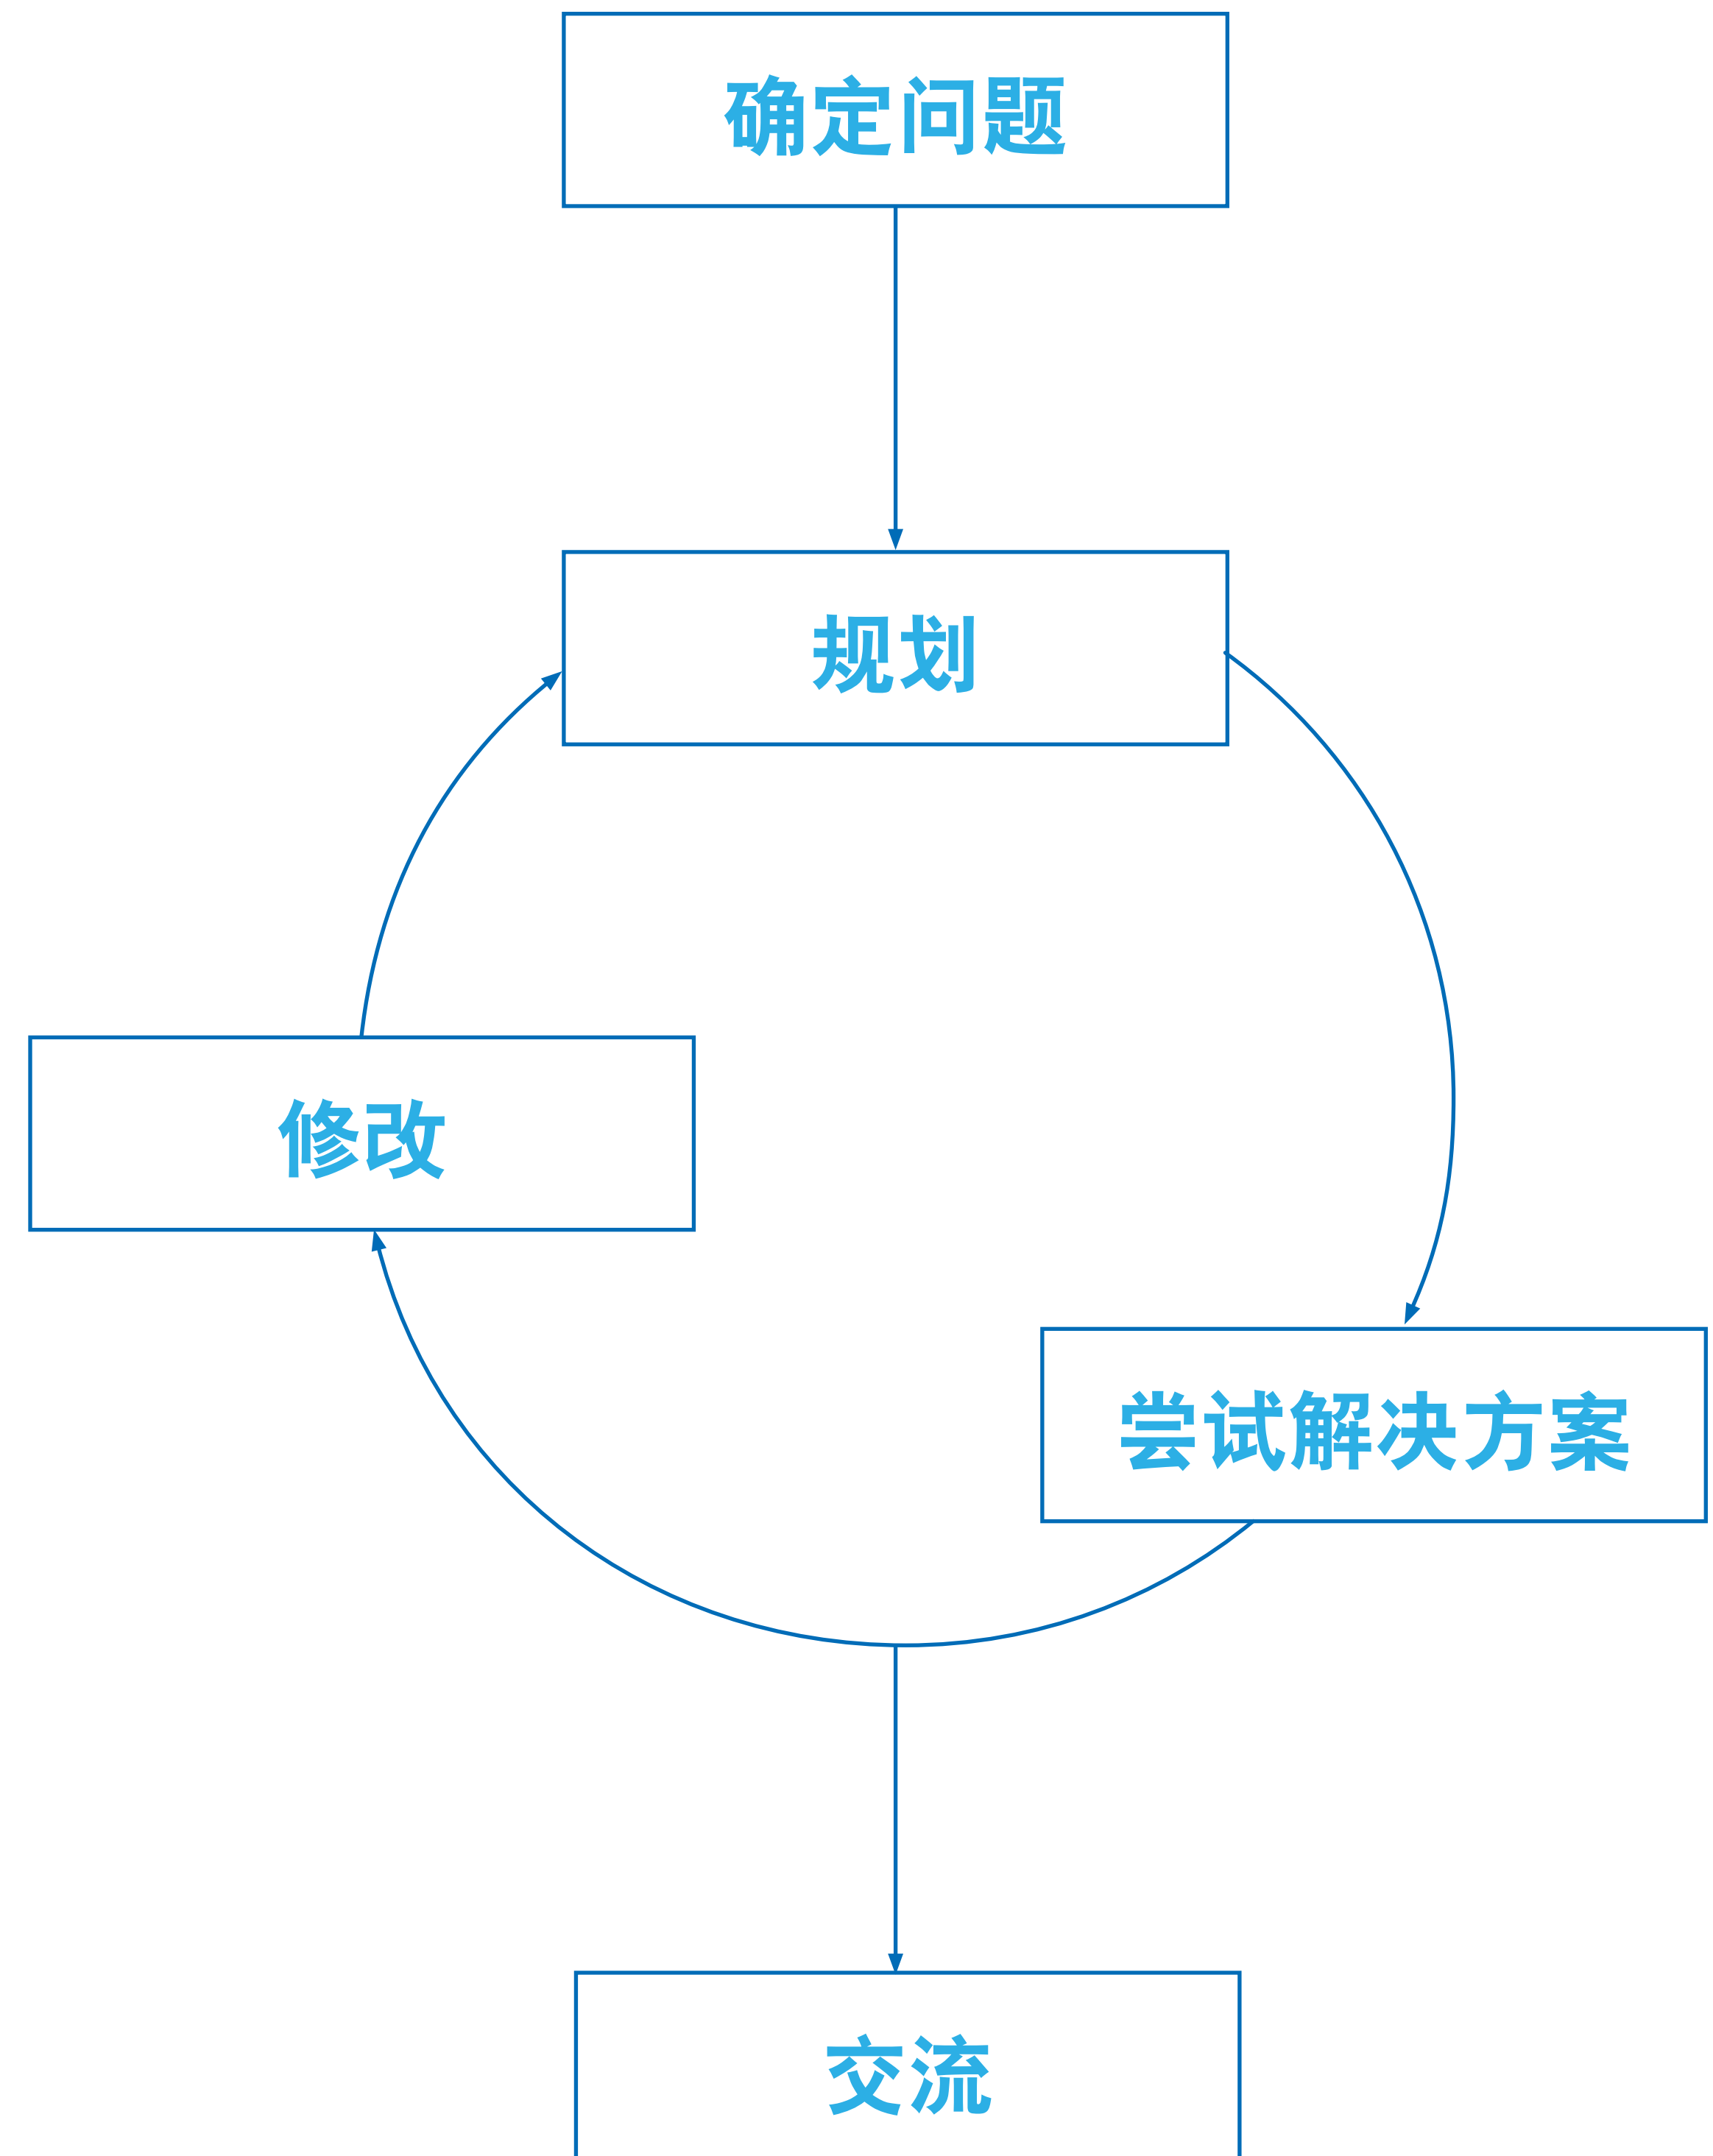 确定问题
规划
修改
尝试解决方案
交流